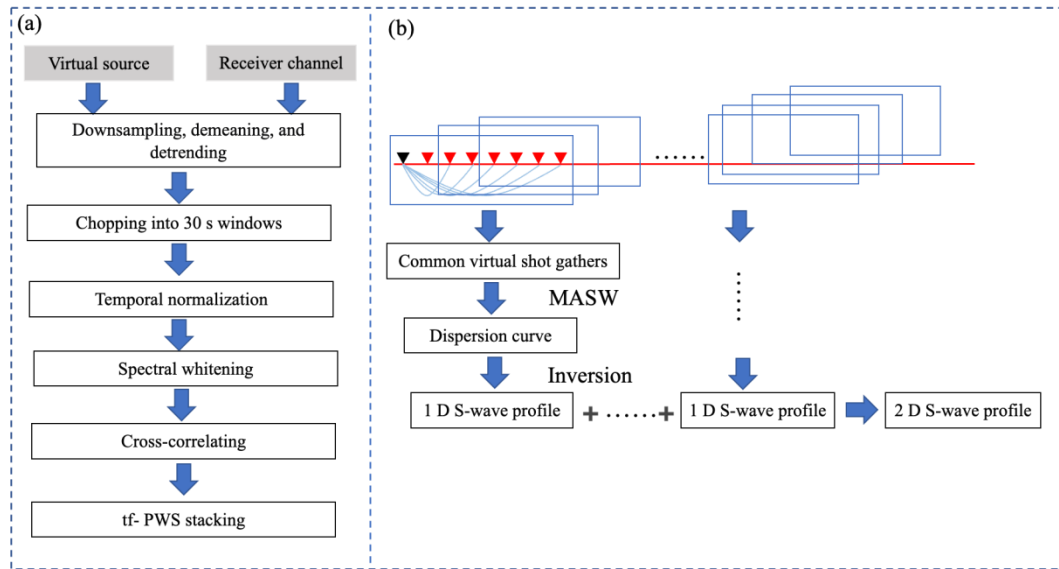 (a)
Virtual source
Receiver channel
Downsampling, demeaning, and
detrending
Chopping into 30 s windows
Temporal normalization
Spectral whitening
Cross-correlating
tf- PWS stacking
(b)
......
Common virtual shot gathers
MASW
Dispersion curve
Inversion
1 D S-wave profile + ......+ 1 D S-wave profile 2 D S-wave profile